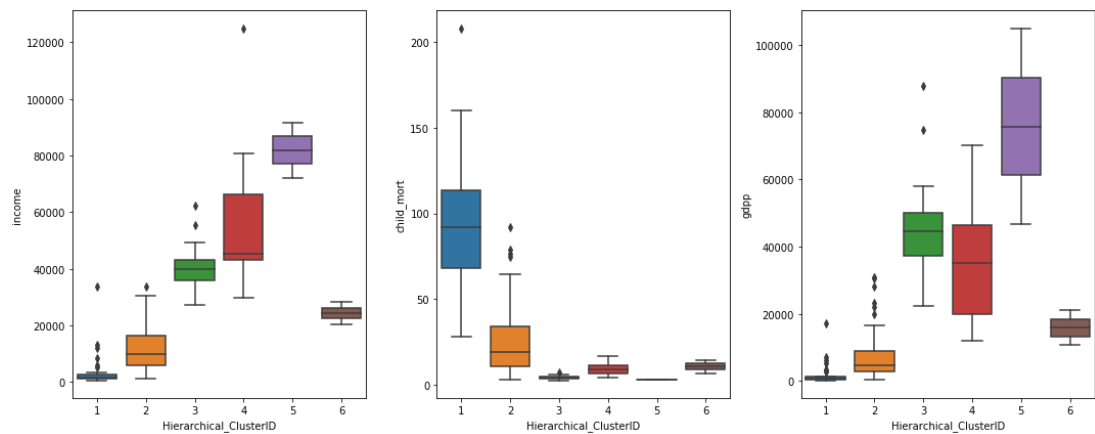 income
120000
100000
80000
60000
40000
20000
0
1 2 3 4 5 6
Hierarchical_ClusterID
child_mort
200
150
100
50
0
1 2 3 4 5 6
Hierarchical_ClusterID
gdpp
100000
80000
60000
40000
20000
0
1 2 3 4 5 6
Hierarchical_ClusterID